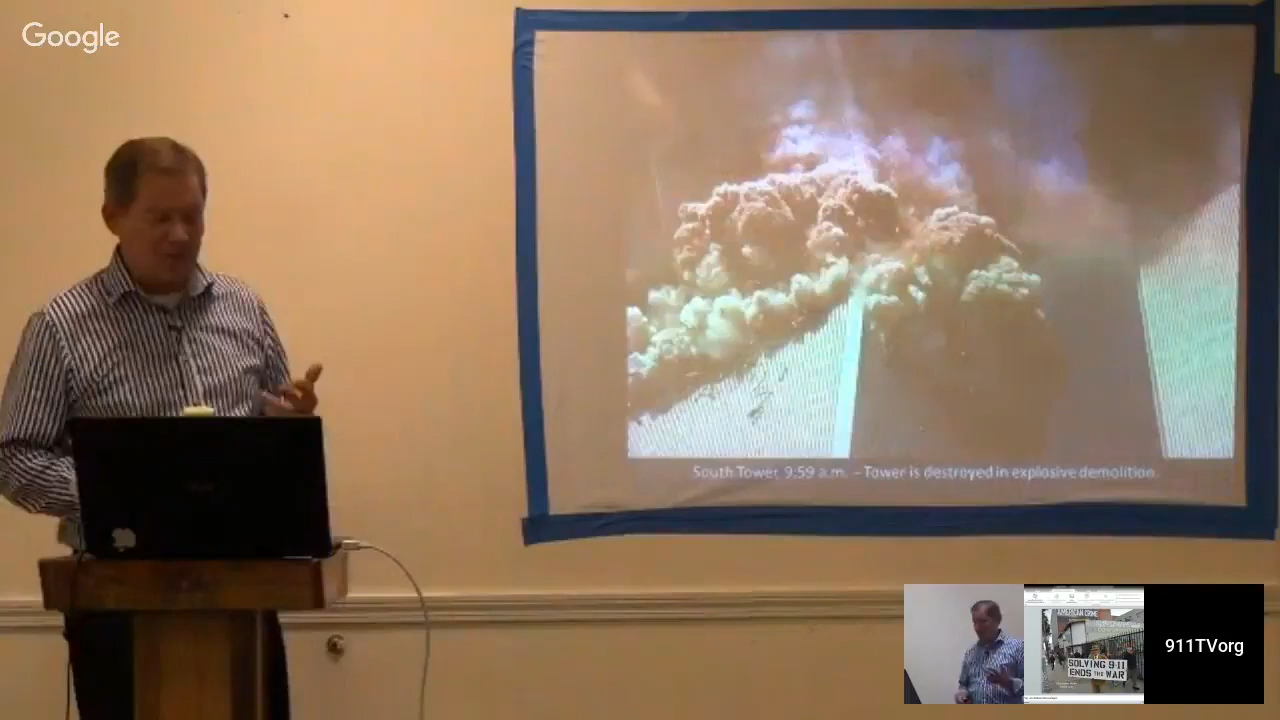 Google
South Tower, 9:59 a.m. – Tower is destroyed in explosive demolition.
AMERICAN CRIME
SOLVING 9-11
ENDS THE WAR
911TVorg